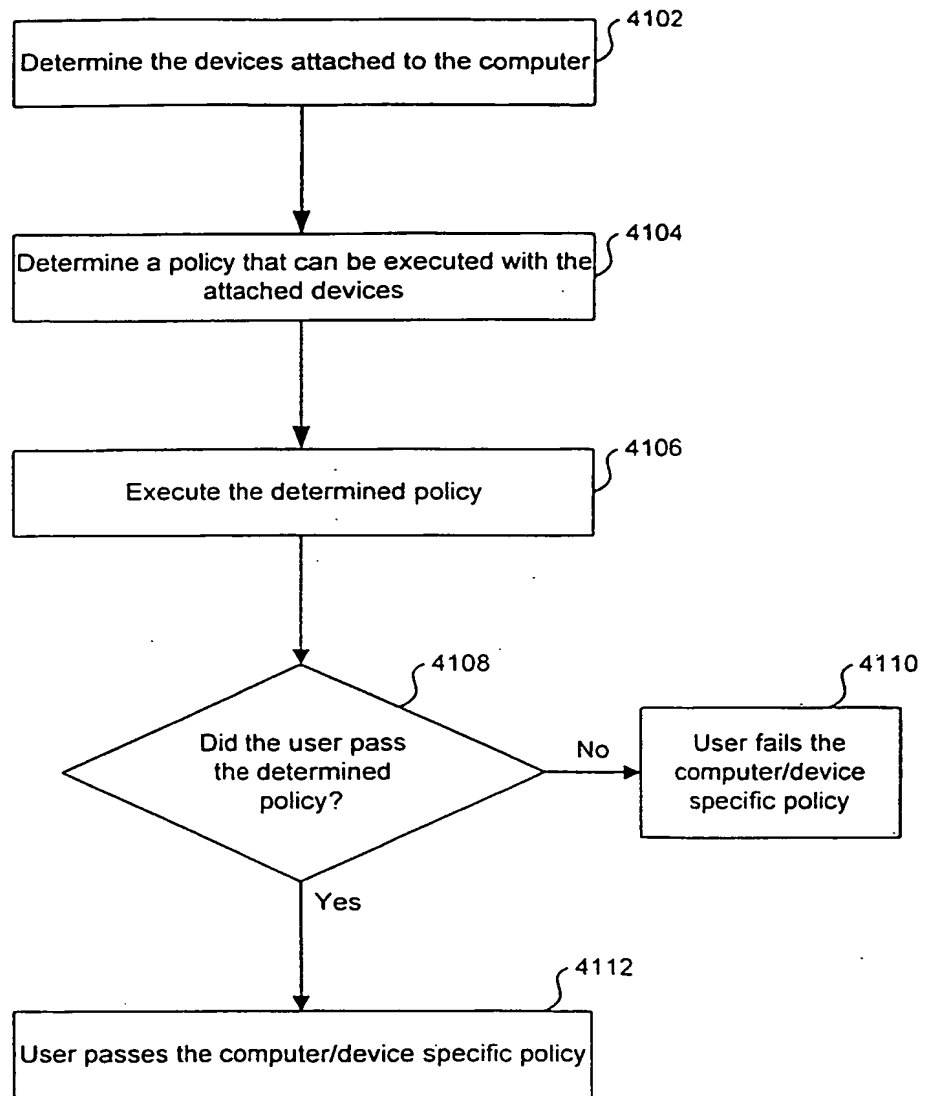 4102
Determine the devices attached to the computer
4104
Determine a policy that can be executed with the
attached devices
4106
Execute the determined policy
4108
Did the user pass
the determined
policy?
No
4110
User fails the
computer/device
specific policy
Yes
4112
User passes the computer/device specific policy